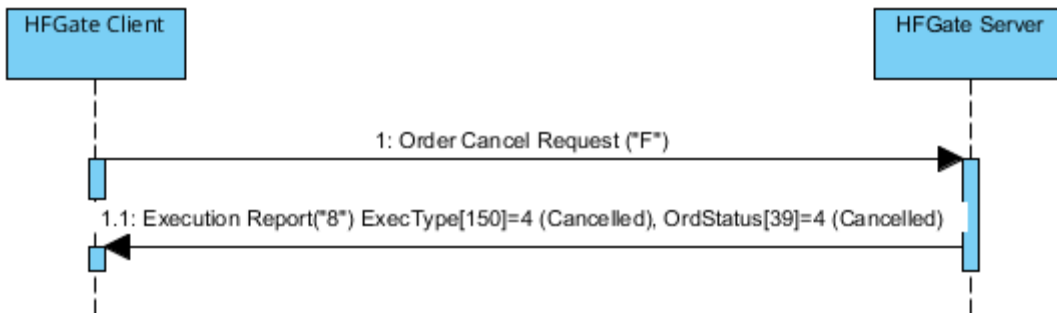 HFGate Client
HFGate Server
1: Order Cancel Request ("F")
1.1: Execution Report("8") ExecType[150]=4 (Cancelled), OrdStatus[39]=4 (Cancelled)